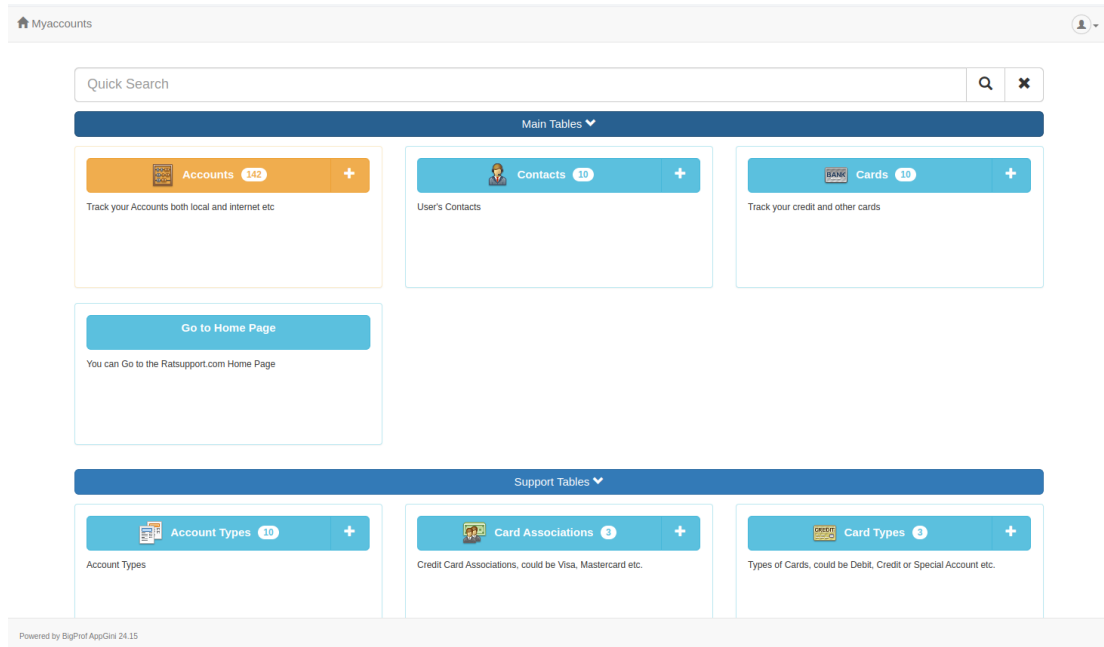 Myaccounts
Quick Search
Main Tables
Accounts 142
Contacts 10
BANK Cards 10
Track your Accounts both local and internet etc
User's Contacts
Track your credit and other cards
Go to Home Page
You can Go to the Ratsupport.com Home Page
Support Tables
Account Types 10
Card Associations 3
CREDIT Card Types 3
Account Types
Credit Card Associations, could be Visa, Mastercard etc.
Types of Cards, could be Debit, Credit or Special Account etc.
Powered by BigProf AppGini 24.15